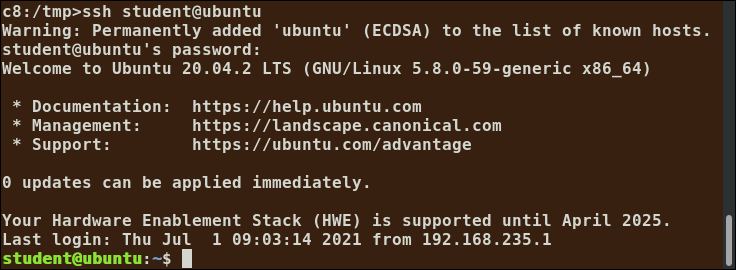 c8:/tmp>ssh student@ubuntu
Warning: Permanently added 'ubuntu' (ECDSA) to the list of known hosts.
student@ubuntu's password:
Welcome to Ubuntu 20.04.2 LTS (GNU/Linux 5.8.0-59-generic x86_64)

 * Documentation:  https://help.ubuntu.com
 * Management:     https://landscape.canonical.com
 * Support:        https://ubuntu.com/advantage

0 updates can be applied immediately.

Your Hardware Enablement Stack (HWE) is supported until April 2025.
Last login: Thu Jul  1 09:03:14 2021 from 192.168.235.1
student@ubuntu:~$